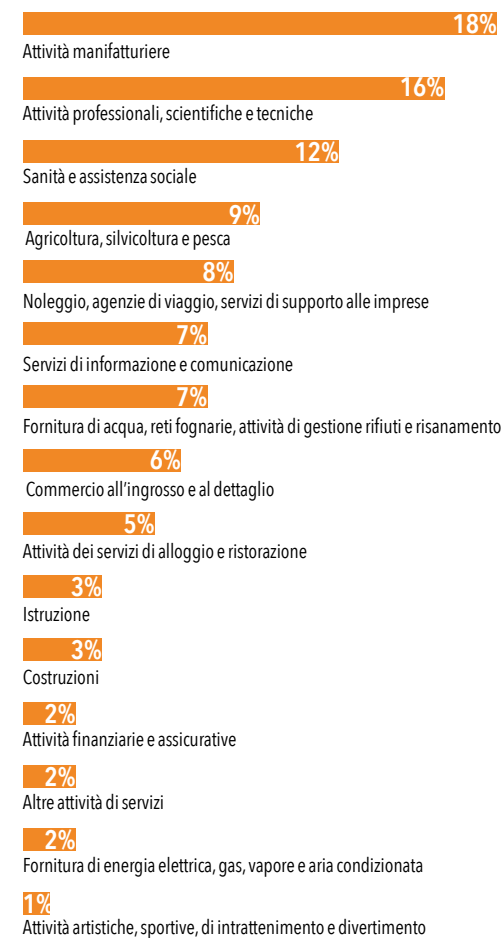 18%
Attività manifatturiere
16%
Attività professionali, scientifiche e tecniche
12%
Sanità e assistenza sociale
9%
Agricoltura, silvicoltura e pesca
8%
Noleggio, agenzie di viaggio, servizi di supporto alle imprese
7%
Servizi di informazione e comunicazione
7%
Fornitura di acqua, reti fognarie, attività di gestione rifiuti e risanamento
6%
Commercio all'ingrosso e al dettaglio
5%
Attività dei servizi di alloggio e ristorazione
3%
Istruzione
3%
Costruzioni
2%
Attività finanziarie e assicurative
2%
Altre attività di servizi
2%
Fornitura di energia elettrica, gas, vapore e aria condizionata
1%
Attività artistiche, sportive, di intrattenimento e divertimento